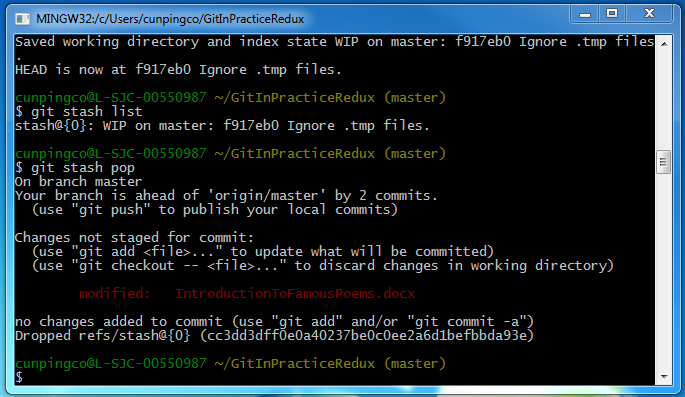 MINGW32:/c/Users/cunpingco/GitInPracticeRedux
Saved working directory and index state WIP on master: f917eb0 Ignore .tmp files
.
HEAD is now at f917eb0 Ignore .tmp files.
cunpingco@L-SJC-00550987 ~/GitInPracticeRedux (master)
$ git stash list
stash@{0}: WIP on master: f917eb0 Ignore .tmp files.
cunpingco@L-SJC-00550987 ~/GitInPracticeRedux (master)
$ git stash pop
On branch master
Your branch is ahead of 'origin/master' by 2 commits.
  (use "git push" to publish your local commits)
Changes not staged for commit:
  (use "git add <file>..." to update what will be committed)
  (use "git checkout -- <file>..." to discard changes in working directory)
        modified:   IntroductionToFamousPoems.docx
no changes added to commit (use "git add" and/or "git commit -a")
Dropped refs/stash@{0} (cc3dd3dff0e0a40237be0c0ee2a6d1befbbda93e)
cunpingco@L-SJC-00550987 ~/GitInPracticeRedux (master)
$